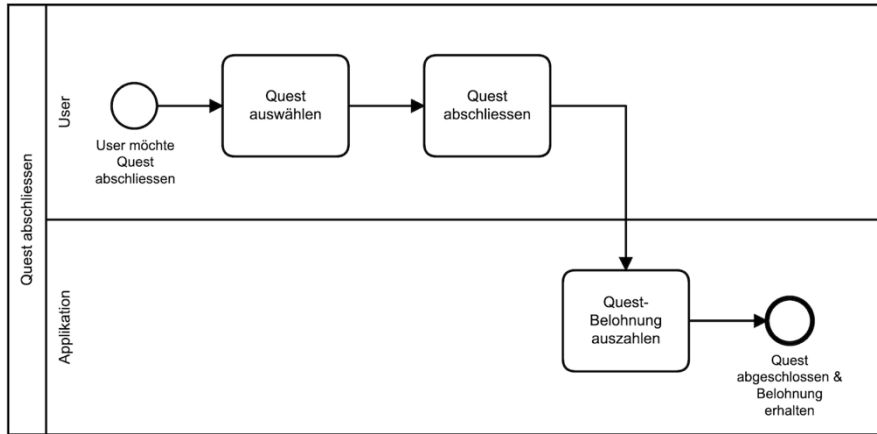 Quest abschliessen
User
User möchte
Quest
abschliessen
Quest
auswählen
Quest
abschliessen
Applikation
Quest-
Belohnung
auszahlen
Quest
abgeschlossen &
Belohnung
erhalten